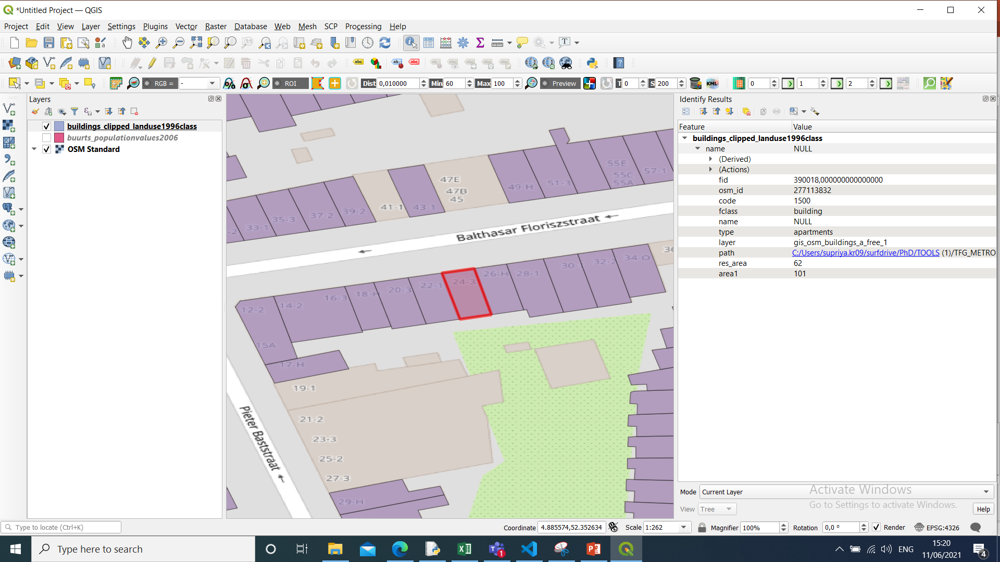 *Untitled Project — QGIS
Project Edit View Layer Settings Plugins Vector Raster Database Web Mesh SCP Processing Help
RGB = - ROI Dist 0,010000 Min 60 Max 100 Preview T 0 S 200 KML 0 1 2
Layers
buildings_clipped_landuse1996class
buurts_populationvalues2006
OSM Standard
55E
55C
57-1
55A
47E
51-3
49-H
47B
45
41-1
43-1
39-2
37-2
35-3
33-1
-2
Balthasar Floriszstraat
34-0
32-2
30-1
28-1
26-H
24-3
22-1
20-3
18-H
16-3
14-2
12-2
15A
17-H
19-1
21-2
23-3
25-2
27-3
29-H
Pieter Baststraat
Identify Results
Feature Value
buildings_clipped_landuse1996class
name NULL
(Derived)
(Actions)
fid 390018,000000000000000
osm_id 277113832
code 1500
fclass building
name NULL
type apartments
layer gis_osm_buildings_a_free_1
path C:/Users/supriya.kr09/surfdrive/PhD/TOOLS (1)/TFG_METRO
res_area 62
area1 101
Mode Current Layer
View Tree Help
Activate Windows
Go to Settings to activate Windows.
Type to locate (Ctrl+K) Coordinate 4.885574,52.352634 Scale 1:262 Magnifier 100% Rotation 0,0 ° Render EPSG:4326
Type here to search
ENG
15:20
11/06/2021
4
1